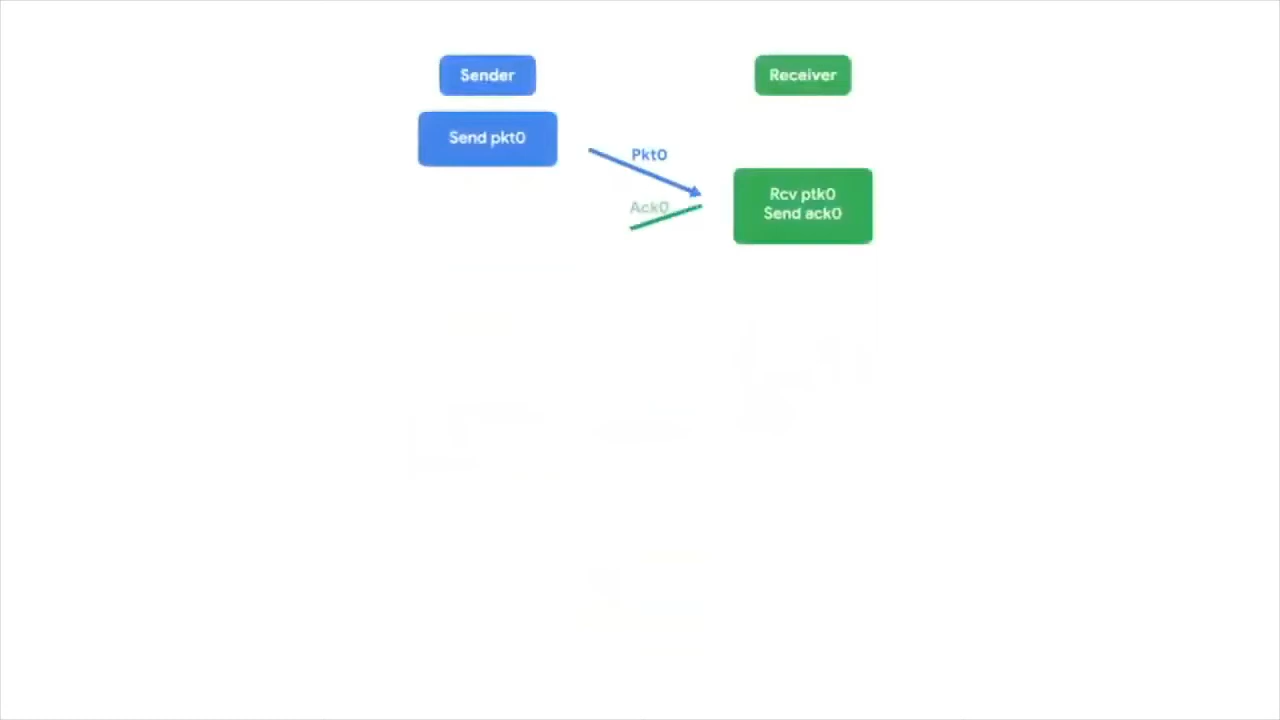 Sender
Receiver
Send pkt0
Pkt0
Rcv ptk0
Send ack0
Ack0